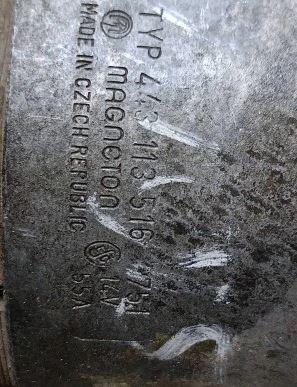 TYP 443 113 516 751
MAGNETON 14V
MADE IN CZECH REPUBLIC 55A